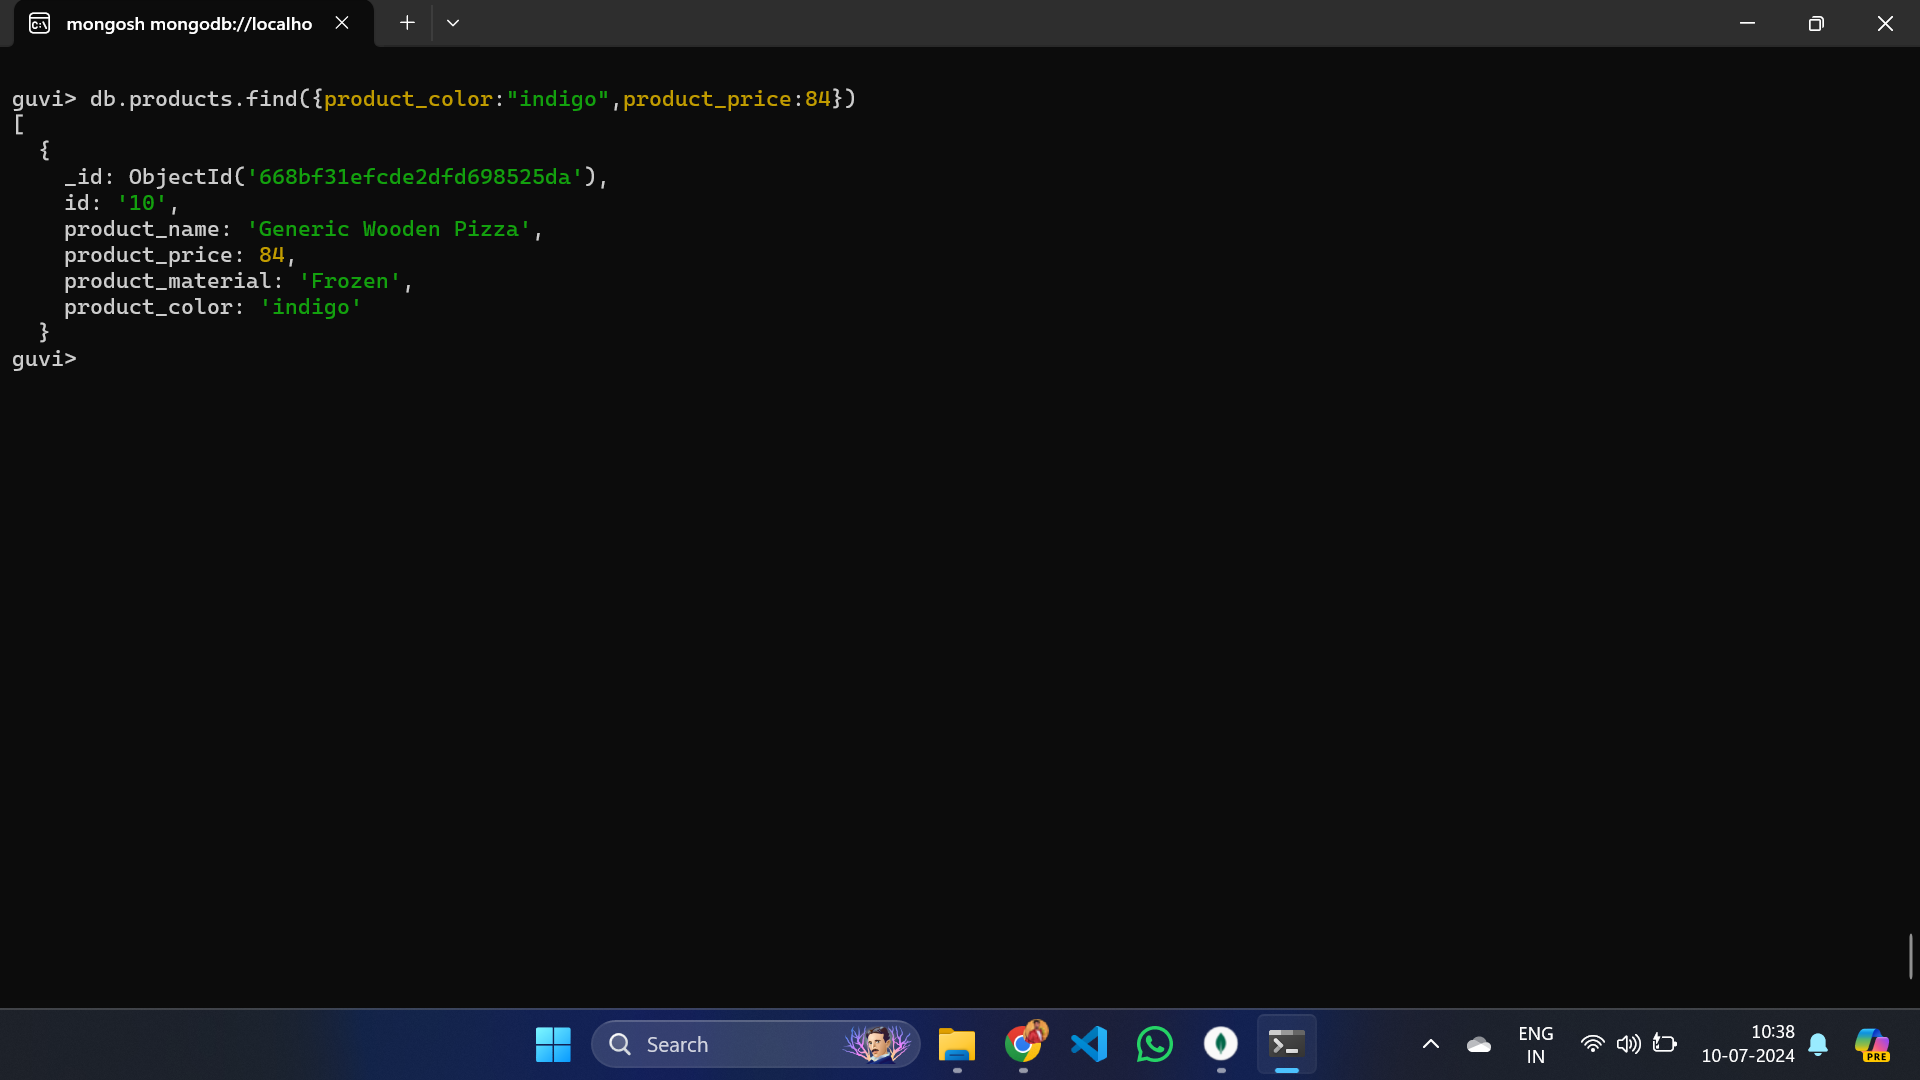 mongosh mongodb://localho
guvi> db.products.find({product_color:"indigo",product_price:84})
[
  {
    _id: ObjectId('668bf31efcde2dfd698525da'),
    id: '10',
    product_name: 'Generic Wooden Pizza',
    product_price: 84,
    product_material: 'Frozen',
    product_color: 'indigo'
  }
guvi>
Search
ENG
IN
10:38
10-07-2024
PRE